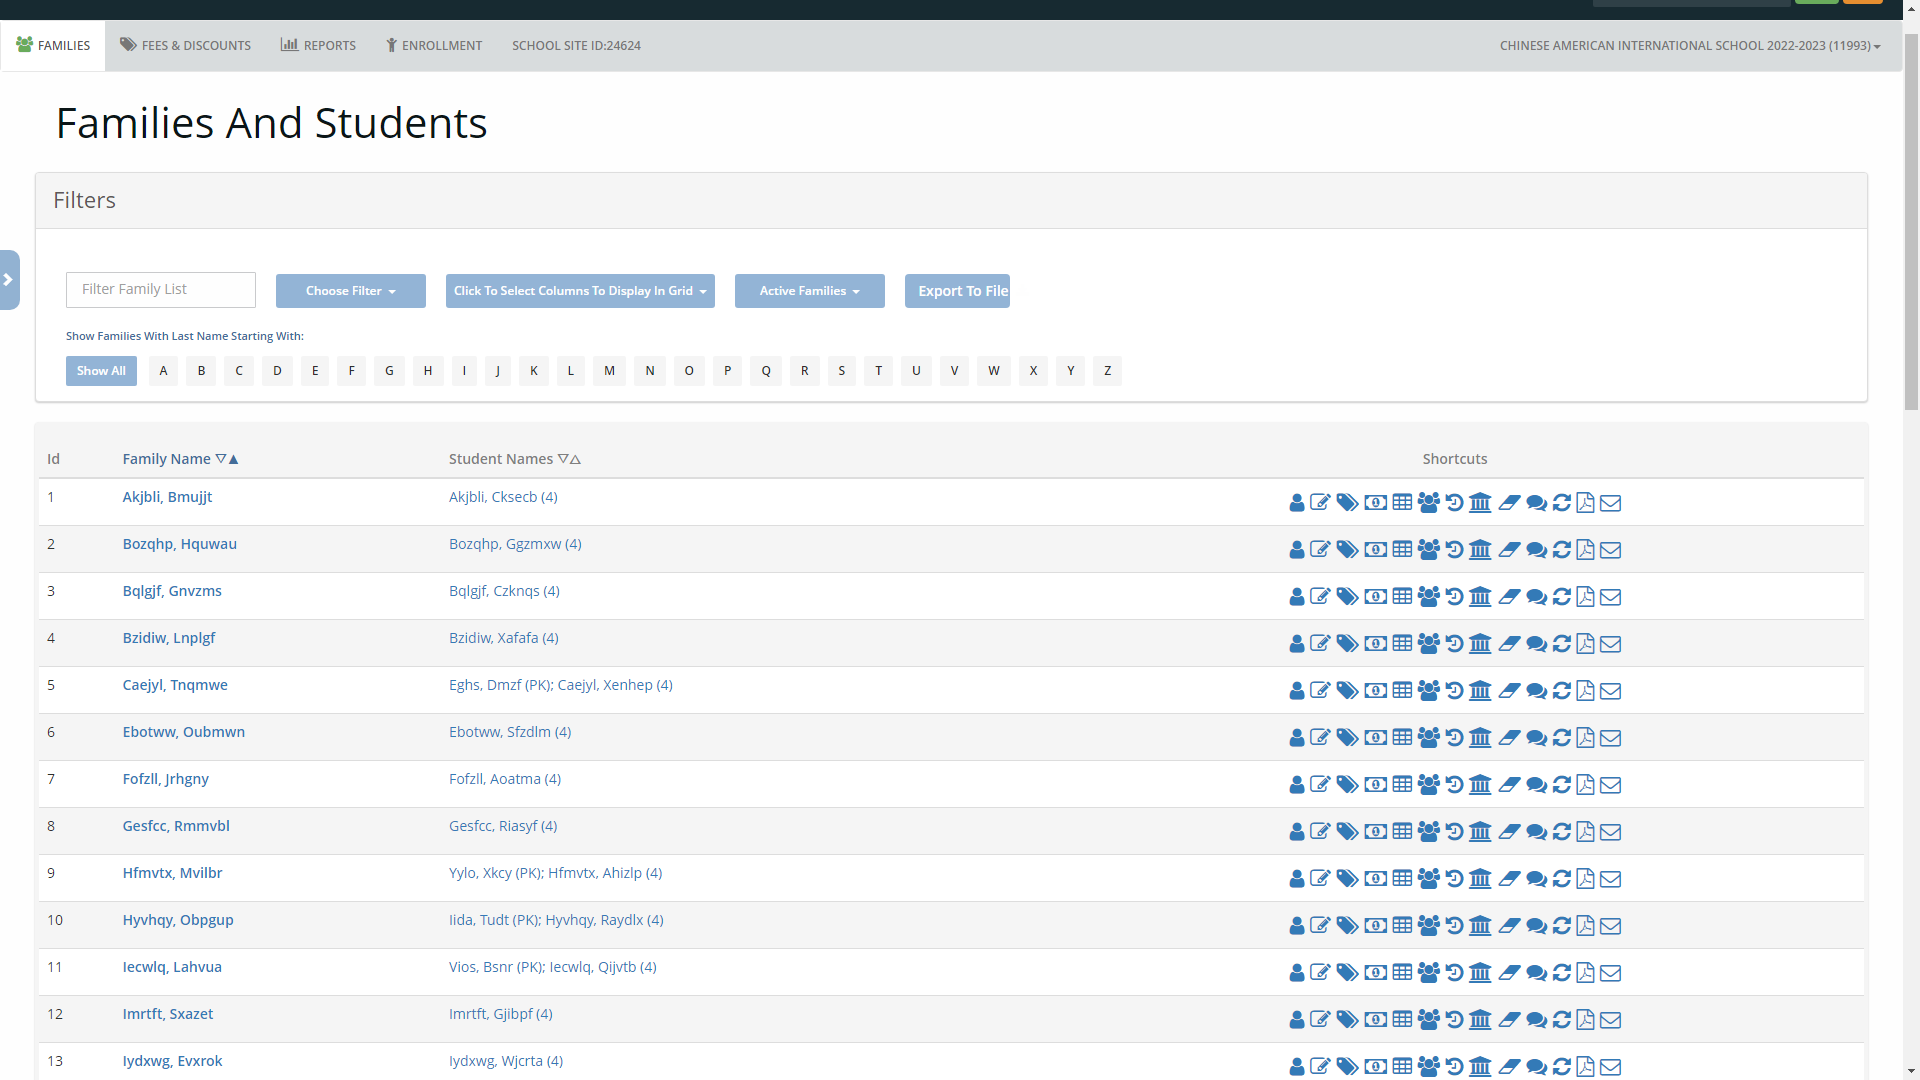 FAMILIES FEES & DISCOUNTS REPORTS ENROLLMENT SCHOOL SITE ID:24624 CHINESE AMERICAN INTERNATIONAL SCHOOL 2022-2023 (11993)
Families And Students
Filters
Filter Family List Choose Filter Click To Select Columns To Display In Grid Active Families Export To File
Show Families With Last Name Starting With:
Show All A B C D E F G H I J K L M N O P Q R S T U V W X Y Z
Id Family Name Student Names Shortcuts
1 Akjbli, Bmujjt Akjbli, Cksecb (4)
2 Bozqhp, Hquwau Bozqhp, Ggzmxw (4)
3 Bqlgjf, Gnvzms Bqlgjf, Czknqs (4)
4 Bzidiw, Lnplgf Bzidiw, Xafafa (4)
5 Caejyl, Tnqmwe Eghs, Dmzf (PK); Caejyl, Xenhep (4)
6 Ebotww, Oubmwn Ebotww, Sfzdlm (4)
7 Fofzll, Jrhgny Fofzll, Aoatma (4)
8 Gesfcc, Rmmvbl Gesfcc, Riasyf (4)
9 Hfmvtx, Mvilbr Yylo, Xkcy (PK); Hfmvtx, Ahizlp (4)
10 Hyvhqy, Obpgup Iida, Tudt (PK); Hyvhqy, Raydlx (4)
11 Iecwlq, Lahvua Vios, Bsnr (PK); Iecwlq, Qijvtb (4)
12 Imrtft, Sxazet Imrtft, Gjibpf (4)
13 Iydxwg, Evxrok Iydxwg, Wjcrta (4)